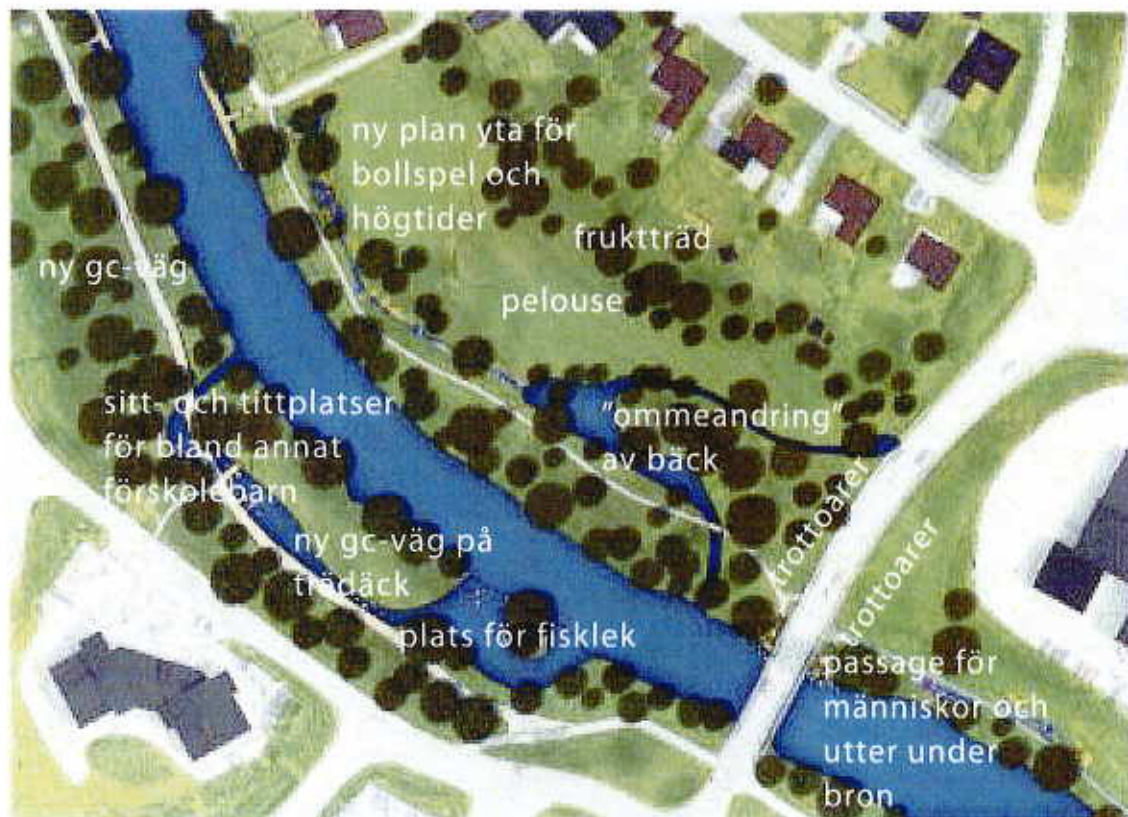 ny plan yta för
bollspel och
högtider
fruktträd
ny gc-väg
pelouse
sitt- och tittplatser
för bland annat
förskolebarn
"ommeandring"
av bäck
ny gc-väg på
trädäck
trottoarer
trottoarer
plats för fisklek
passage för
människor och
utter under
bron